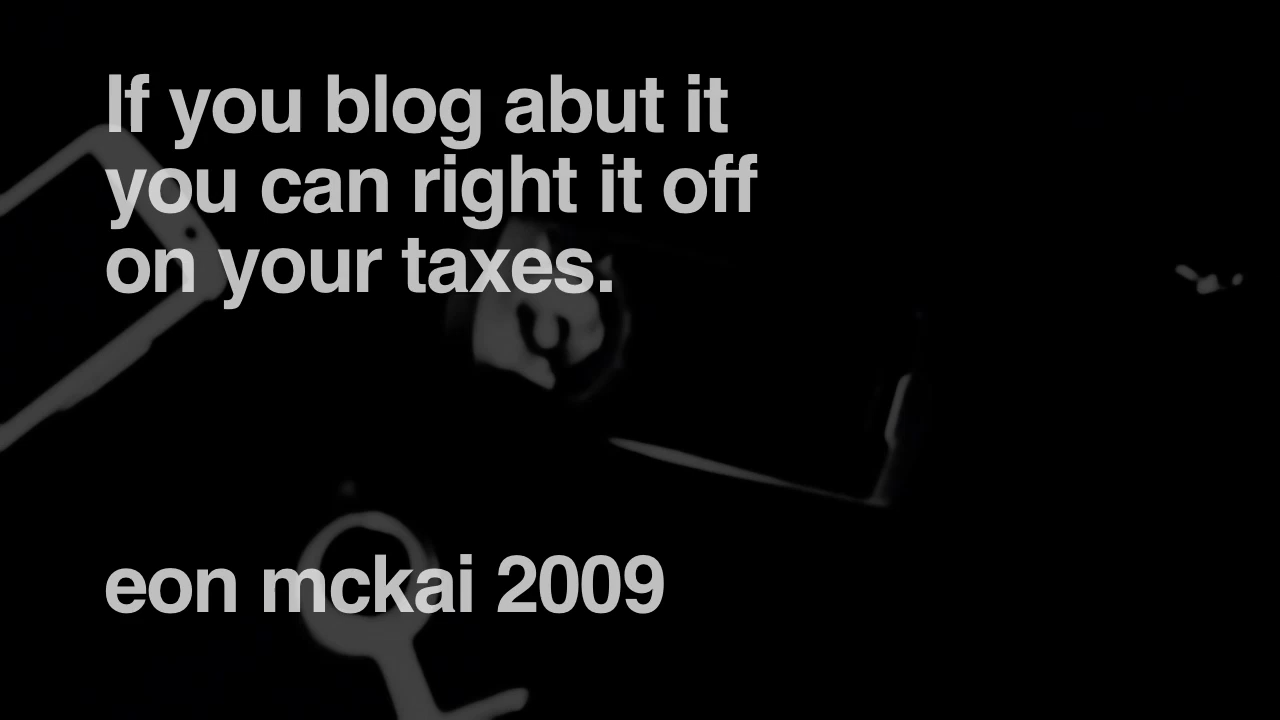 If you blog abut it
you can right it off
on your taxes.
eon mckai 2009